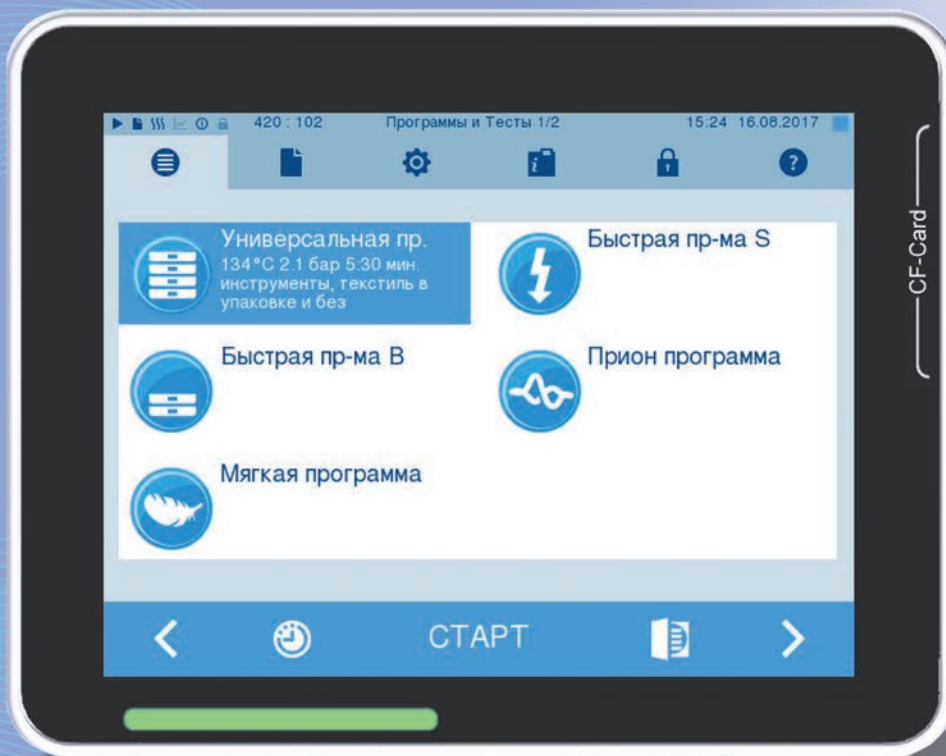 420 : 102 Программы и Тесты 1/2 15:24 16.08.2017
Универсальная пр.
134°C 2.1 бар 5:30 мин.
инструменты, текстиль в
упаковке и без
Быстрая пр-ма S
Быстрая пр-ма B
Прион программа
Мягкая программа
СТАРТ
CF-Card